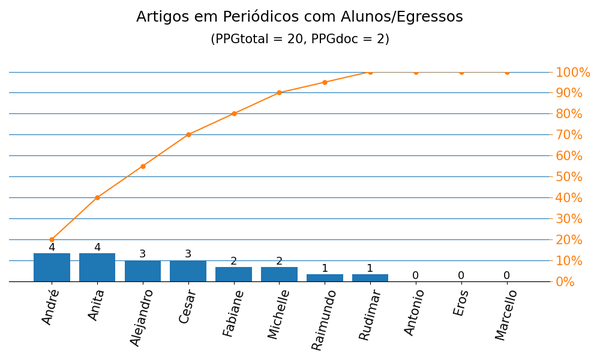 Artigos em Periódicos com Alunos/Egressos
(PPGtotal = 20, PPGdoc = 2)
100%
90%
80%
70%
60%
50%
40%
30%
20%
10%
0%
4
4
3
3
2
2
1
1
0
0
0
André
Anita
Alejandro
Cesar
Fabiane
Michelle
Raimundo
Rudimar
Antonio
Eros
Marcello